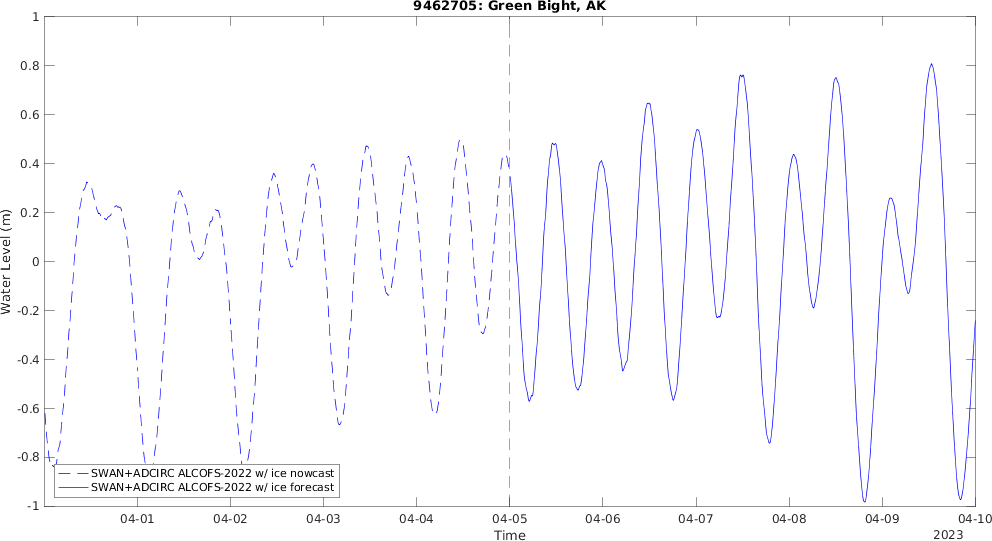 9462705: Green Bight, AK
1
0.8
0.6
0.4
0.2
0
-0.2
-0.4
-0.6
-0.8
-1
Water Level (m)
SWAN+ADCIRC ALCOFS-2022 w/ ice nowcast
SWAN+ADCIRC ALCOFS-2022 w/ ice forecast
04-01 04-02 04-03 04-04 04-05 04-06 04-07 04-08 04-09 04-10
Time
2023